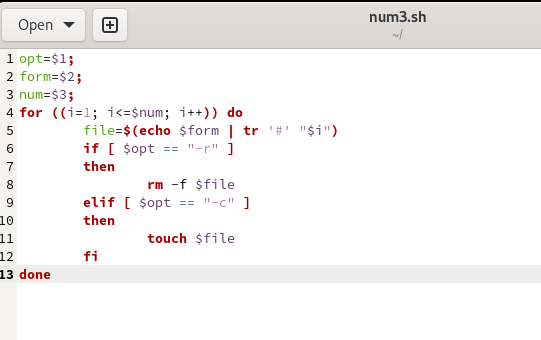 Open
num3.sh
~/
1 opt=$1;
2 form=$2;
3 num=$3;
4 for ((i=1; i<=$num; i++)) do
5 file=$(echo $form | tr '#' "$i")
6 if [ $opt == "-r" ]
7 then
8 rm -f $file
9 elif [ $opt == "-c" ]
10 then
11 touch $file
12 fi
13 done